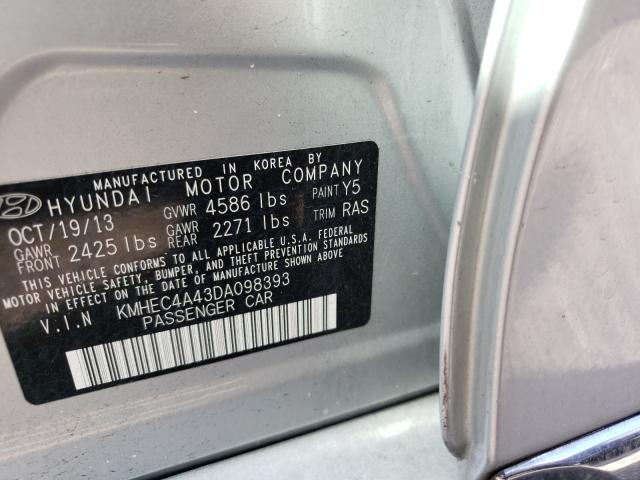 MANUFACTURED IN KOREA BY
HYUNDAI MOTOR COMPANY
OCT/19/13 GVWR 4586 lbs PAINT Y5
GAWR FRONT 2425 lbs GAWR REAR 2271 lbs TRIM RAS
THIS VEHICLE CONFORMS TO ALL APPLICABLE U.S.A. FEDERAL
MOTOR VEHICLE SAFETY, BUMPER, AND THEFT PREVENTION STANDARDS
IN EFFECT ON THE DATE OF MANUFACTURE SHOWN ABOVE.
V.I.N KMHEC4A43DA098393
PASSENGER CAR